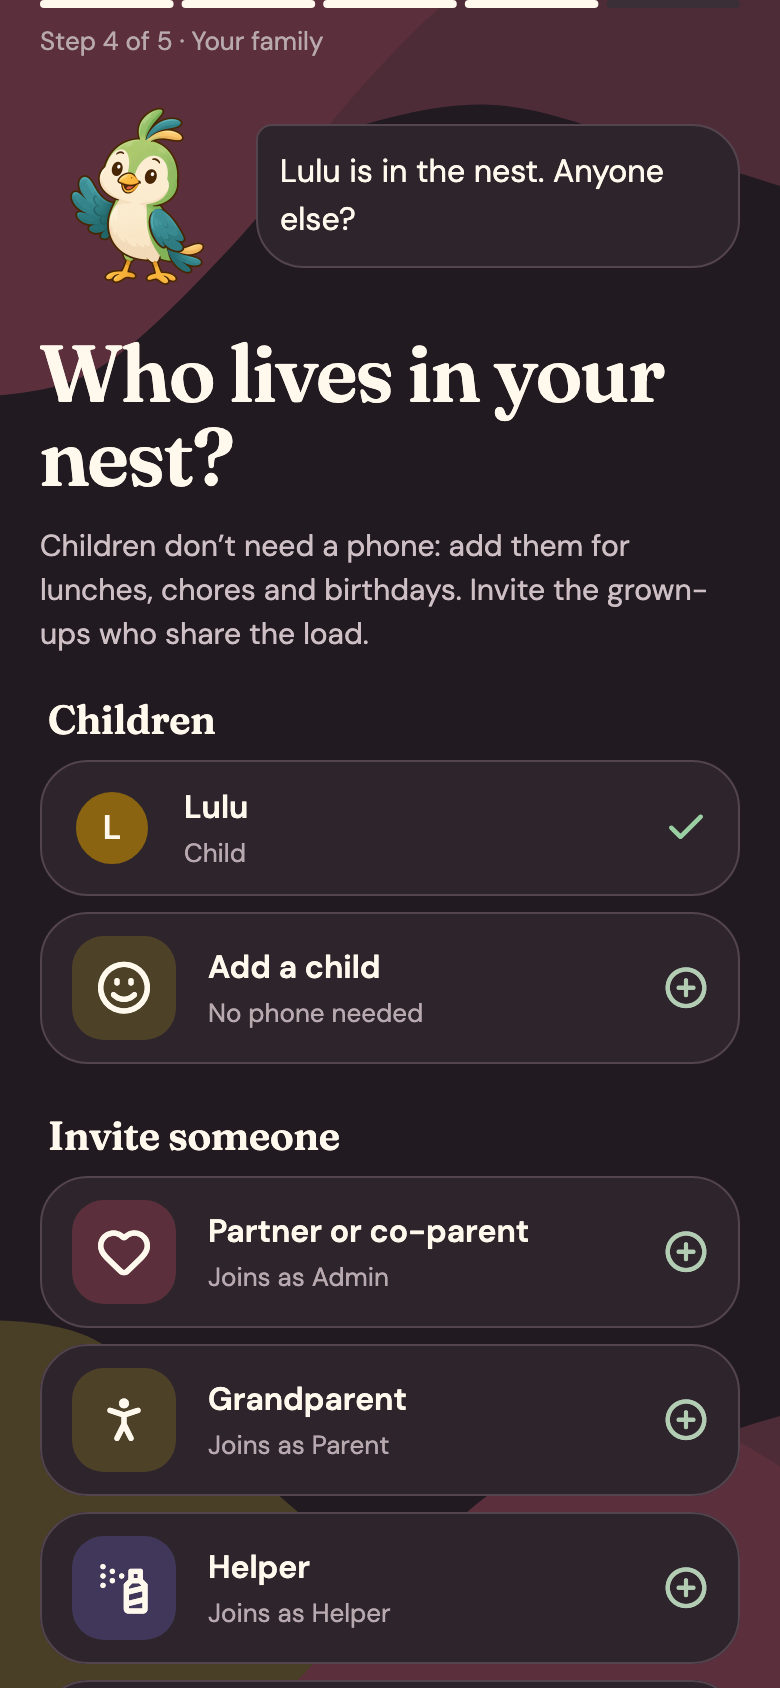 Step 4 of 5 · Your family
Lulu is in the nest. Anyone
else?
Who lives in your
nest?
Children don’t need a phone: add them for
lunches, chores and birthdays. Invite the grown-
ups who share the load.
Children
L
Lulu
Child
Add a child
No phone needed
Invite someone
Partner or co-parent
Joins as Admin
Grandparent
Joins as Parent
Helper
Joins as Helper